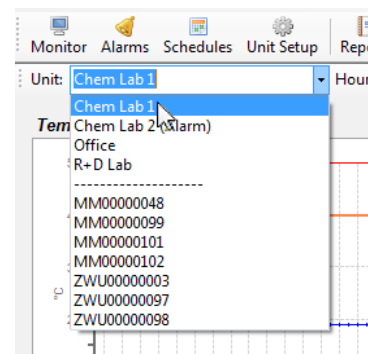 Monitor Alarms Schedules Unit Setup Rep
Unit: Chem Lab 1 Hour
Chem Lab 1
Tem
Chem Lab 2 (Alarm)
Office
R+D Lab
--------------------
MM00000048
MM00000099
MM00000101
MM00000102
ZWU00000003
°C
ZWU00000097
ZWU00000098